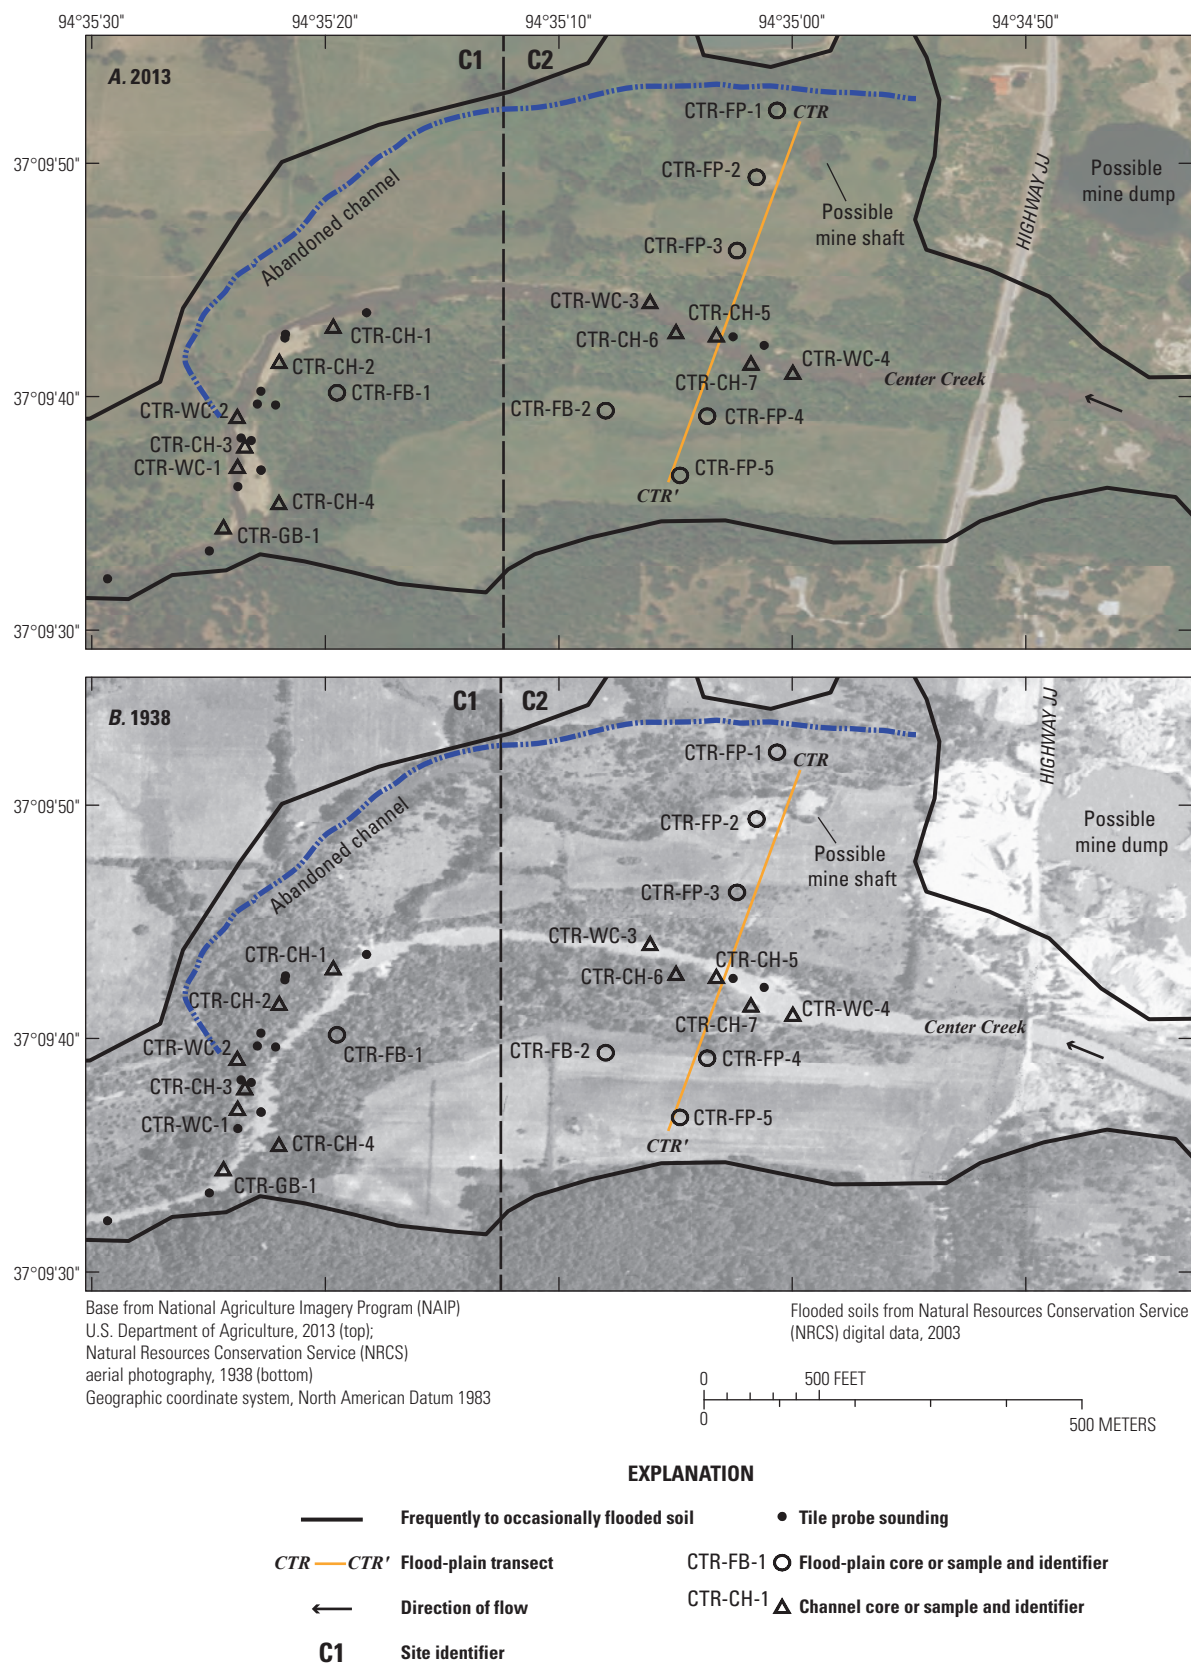 94°35'30" 94°35'20" 94°35'10" 94°35'00" 94°34'50"
A. 2013
C1 C2
37°09'50"
37°09'40"
37°09'30"
Abandoned channel
CTR-FP-1 CTR
CTR-FP-2
Possible
mine shaft
CTR-FP-3
HIGHWAY JJ
Possible
mine dump
CTR-WC-3
CTR-CH-5
CTR-CH-6
CTR-CH-1
CTR-CH-2
CTR-CH-7
CTR-WC-4
Center Creek
CTR-FB-1
CTR-FB-2
CTR-WC-2
CTR-FP-4
CTR-CH-3
CTR-WC-1
CTR-FP-5
CTR'
CTR-CH-4
CTR-GB-1
B. 1938
C1 C2
37°09'50"
37°09'40"
37°09'30"
Abandoned channel
CTR-FP-1 CTR
CTR-FP-2
Possible
mine shaft
CTR-FP-3
HIGHWAY JJ
Possible
mine dump
CTR-WC-3
CTR-CH-1
CTR-CH-5
CTR-CH-6
CTR-CH-2
CTR-WC-4
CTR-CH-7
Center Creek
CTR-WC-2
CTR-FB-1
CTR-FB-2
CTR-FP-4
CTR-CH-3
CTR-WC-1
CTR-FP-5
CTR'
CTR-CH-4
CTR-GB-1
Base from National Agriculture Imagery Program (NAIP)
U.S. Department of Agriculture, 2013 (top);
Natural Resources Conservation Service (NRCS)
aerial photography, 1938 (bottom)
Geographic coordinate system, North American Datum 1983
Flooded soils from Natural Resources Conservation Service
(NRCS) digital data, 2003
0 500 FEET
0 500 METERS
EXPLANATION
Frequently to occasionally flooded soil
CTR CTR' Flood-plain transect
Direction of flow
C1 Site identifier
Tile probe sounding
CTR-FB-1 Flood-plain core or sample and identifier
CTR-CH-1 Channel core or sample and identifier